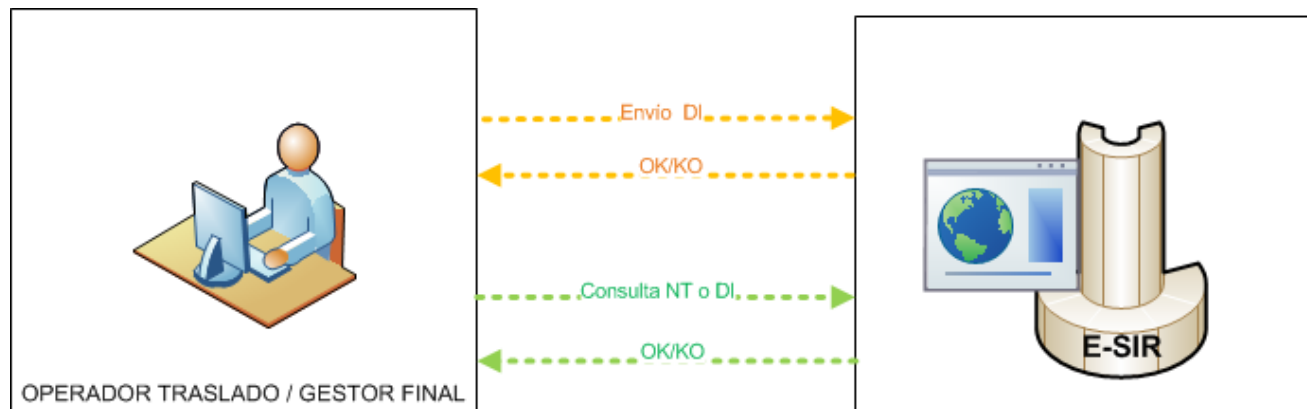 Envio DI
OK/KO
Consulta NT o DI
OK/KO
E-SIR
OPERADOR TRASLADO / GESTOR FINAL